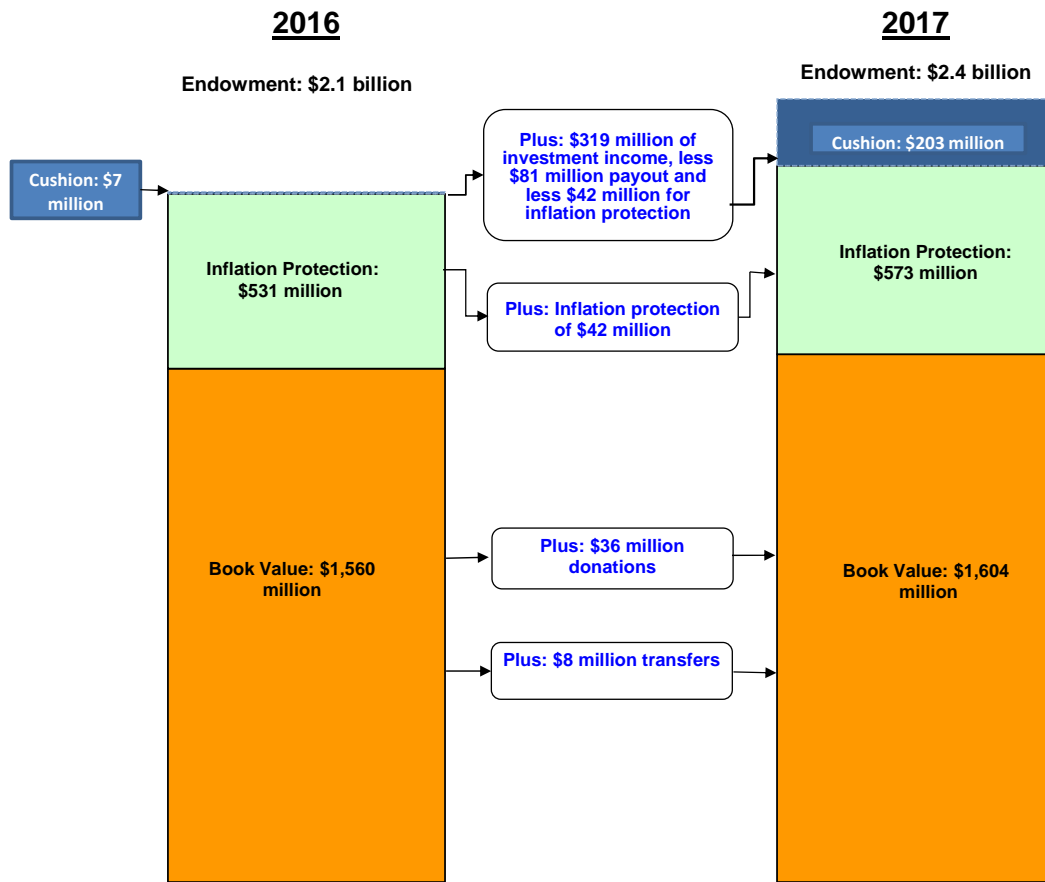 2016
2017
Endowment: $2.1 billion
Endowment: $2.4 billion
Cushion: $7
million
Plus: $319 million of
investment income, less
$81 million payout and
less $42 million for
inflation protection
Cushion: $203 million
Inflation Protection:
$531 million
Plus: Inflation protection
of $42 million
Inflation Protection:
$573 million
Book Value: $1,560
million
Plus: $36 million
donations
Book Value: $1,604
million
Plus: $8 million transfers